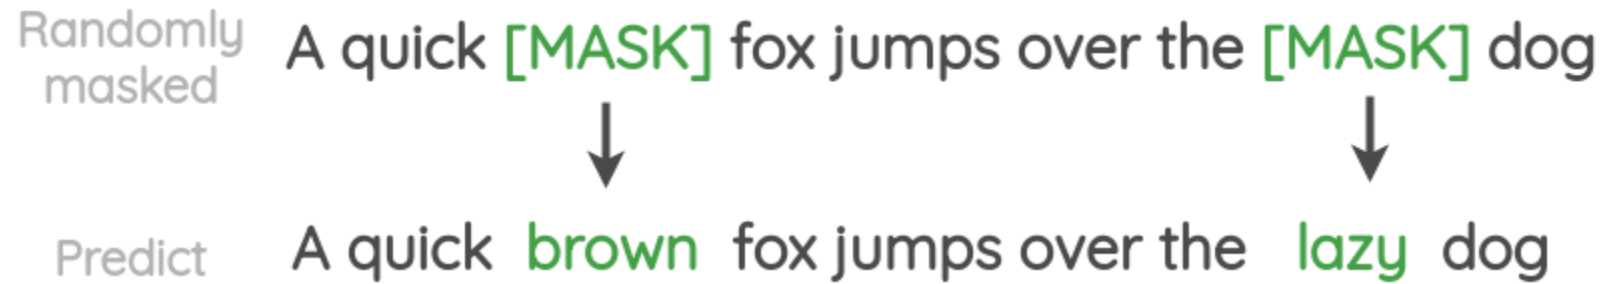 Randomly
masked
A quick [MASK] fox jumps over the [MASK] dog
Predict
A quick brown fox jumps over the lazy dog